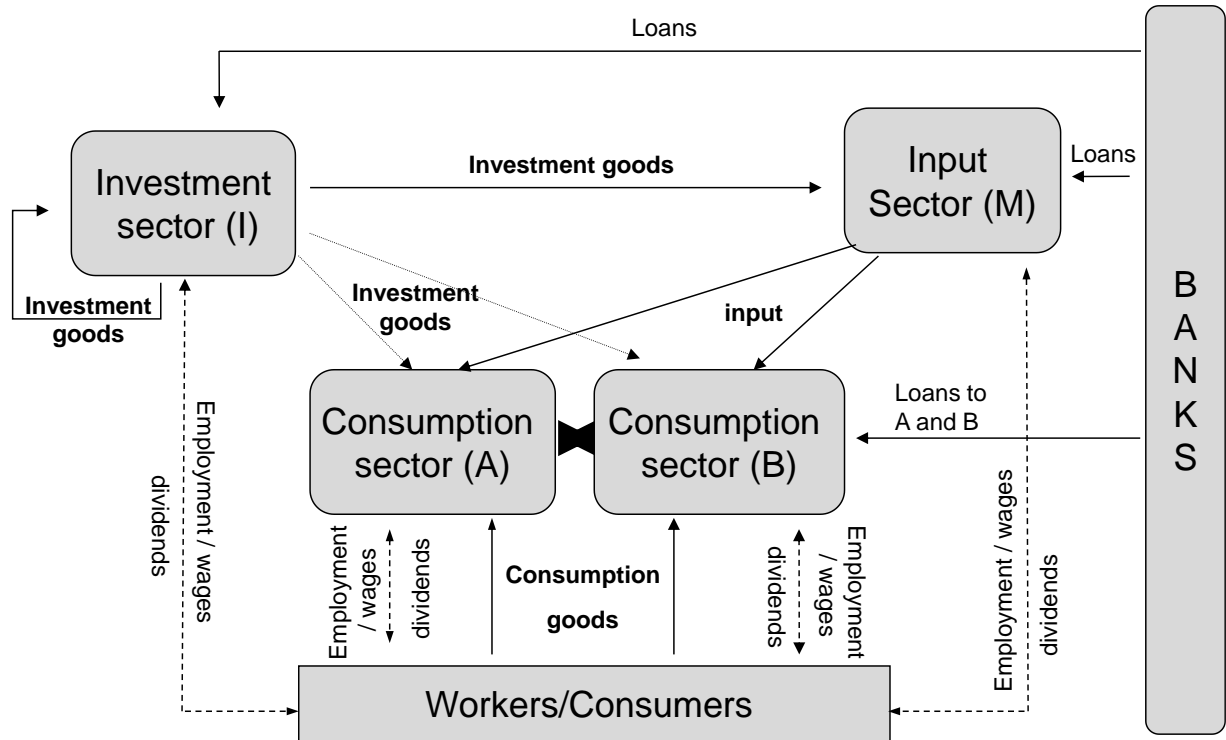 Loans
Investment
sector (I)
Investment goods
Input
Sector (M)
Loans
B
A
N
K
S
Investment
goods
Investment
goods
input
Consumption
sector (A)
Consumption
sector (B)
Loans to
A and B
Employment / wages
dividends
Employment
/ wages
dividends
Consumption
goods
Employment
/ wages
dividends
Employment / wages
dividends
Workers/Consumers